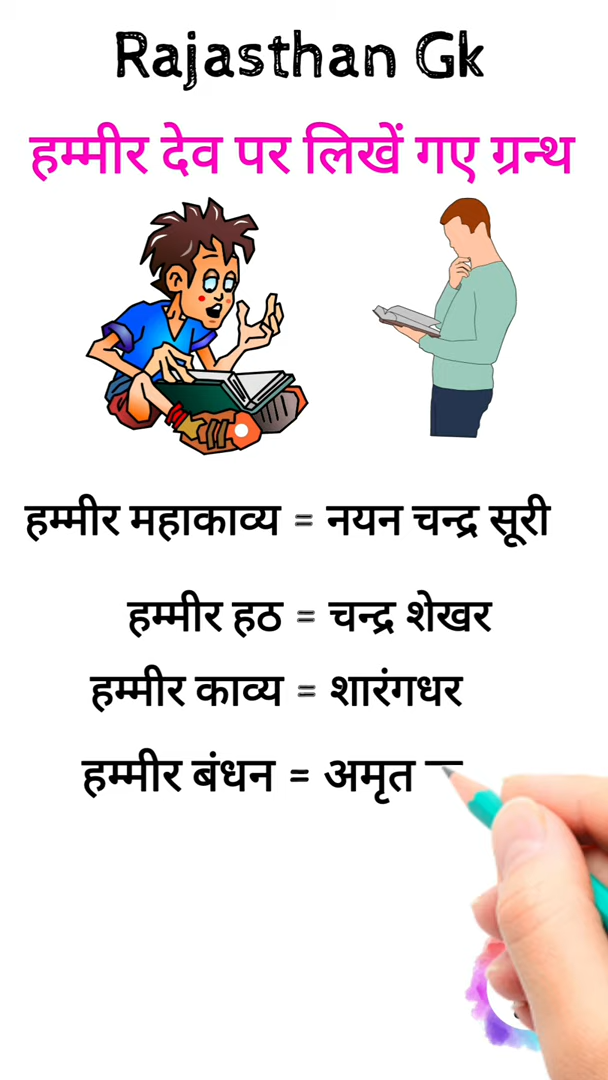 Rajasthan Gk
हम्मीर देव पर लिखें गए ग्रन्थ
हम्मीर महाकाव्य = नयन चन्द्र सूरी
हम्मीर हठ = चन्द्र शेखर
हम्मीर काव्य = शारंगधर
हम्मीर बंधन = अमृत